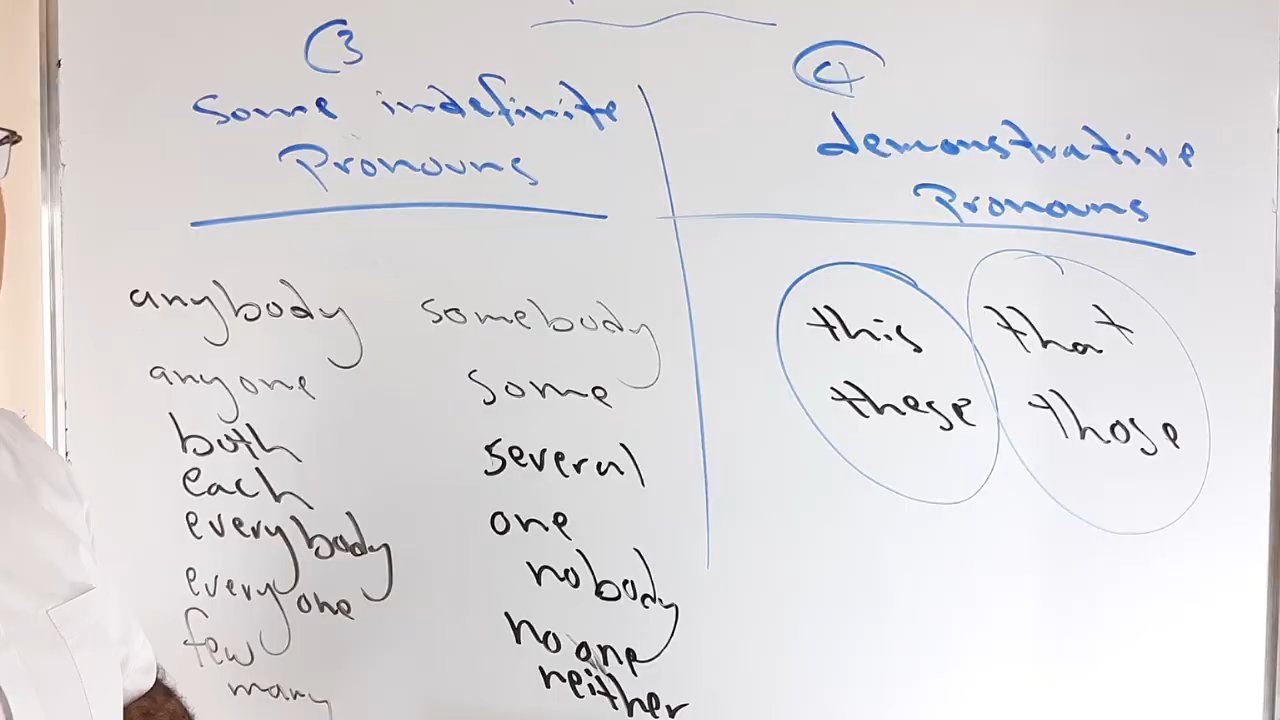 3
some indefinite
Pronouns
anybody somebody
anyone some
both several
each
everybody one
everyone nobody
few no one
many neither
4
demonstrative
Pronouns
this that
these those